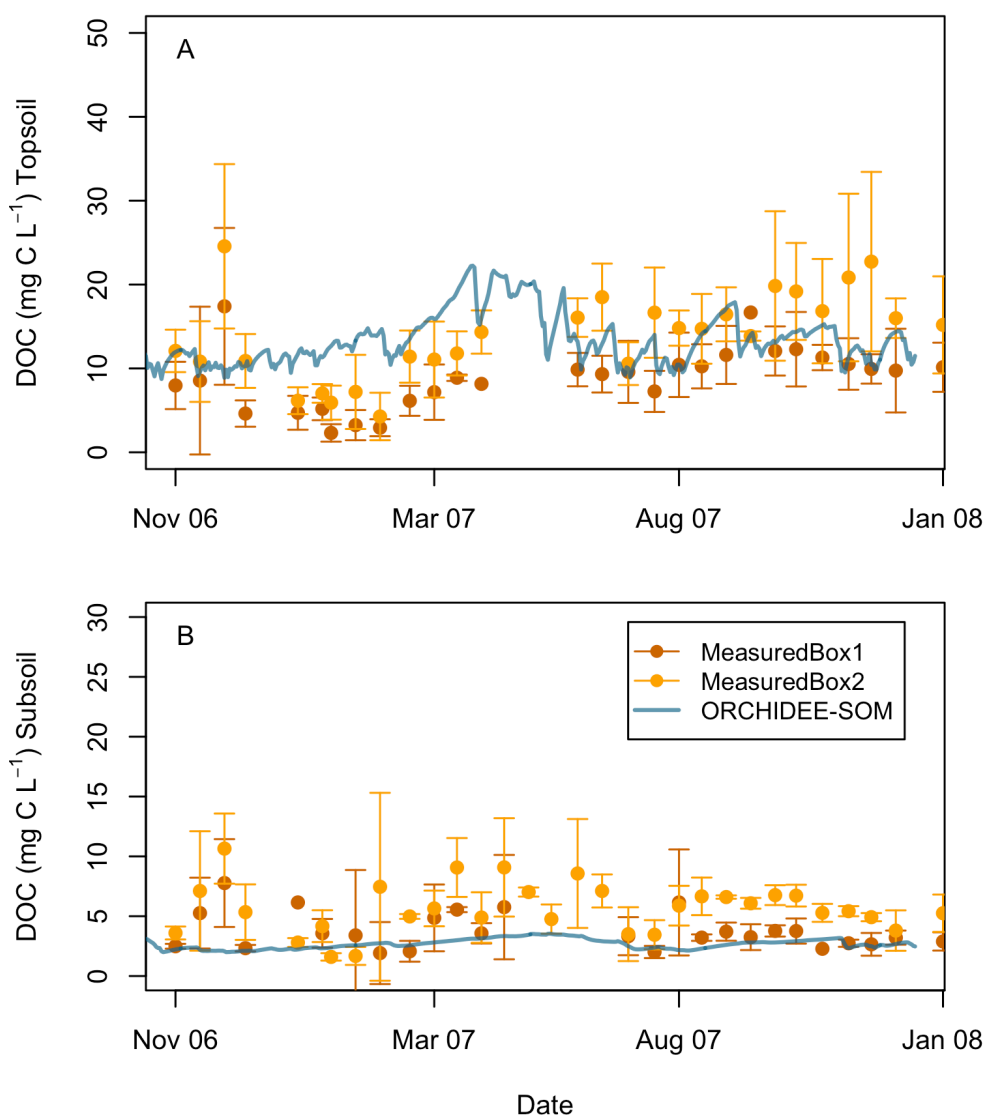 A
DOC (mg C L⁻¹) Topsoil
50
40
30
20
10
0
Nov 06 Mar 07 Aug 07 Jan 08
B
DOC (mg C L⁻¹) Subsoil
30
25
20
15
10
5
0
MeasuredBox1
MeasuredBox2
ORCHIDEE-SOM
Nov 06 Mar 07 Aug 07 Jan 08
Date